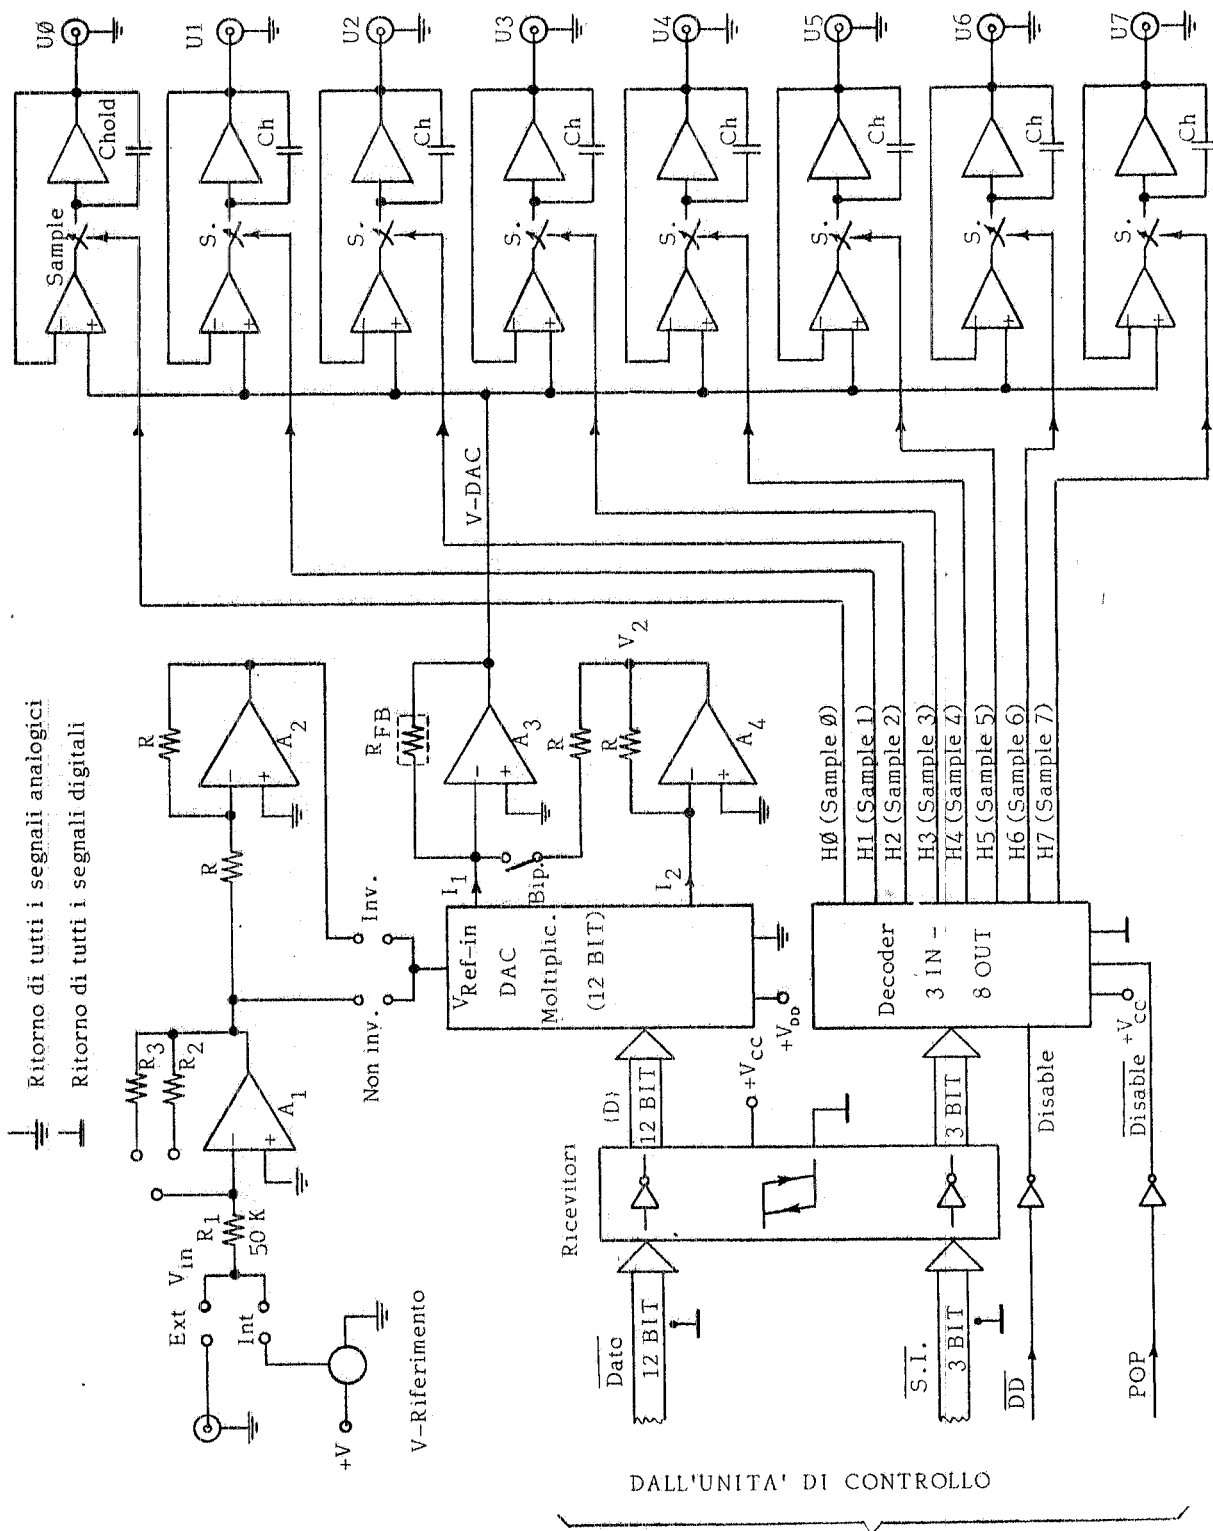 Ritorno di tutti i segnali analogici
Ritorno di tutti i segnali digitali
UØ
U1
U2
U3
U4
U5
U6
U7
Chold
Ch
Ch
Ch
Ch
Ch
Ch
Ch
Sample
S.
S.
S.
S.
S.
S.
S.
V-DAC
Ext
Int
Vin
R1
50 K
+V
V-Riferimento
R3
R2
A1
R
R
A2
Non inv.
Inv.
VRef-in
DAC
Moltiplic.
(12 BIT)
I1
I2
Bip.
RFB
A3
R
R
V2
A4
+VDD
HØ (Sample Ø)
H1 (Sample 1)
H2 (Sample 2)
H3 (Sample 3)
H4 (Sample 4)
H5 (Sample 5)
H6 (Sample 6)
H7 (Sample 7)
Decoder
3 IN -
8 OUT
+VCC
Ricevitori
{D}
12 BIT
+VCC
3 BIT
Disable
Disable
Dato
12 BIT
S.I.
3 BIT
DD
POP
DALL'UNITA' DI CONTROLLO